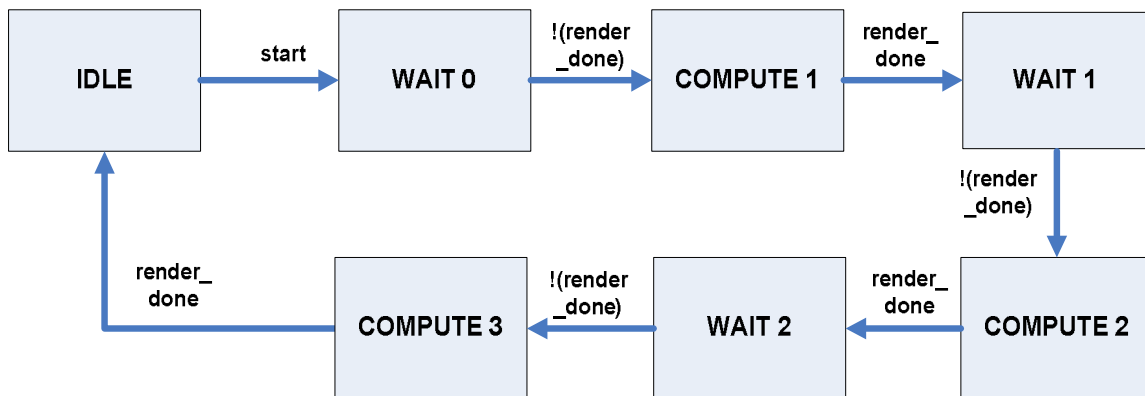 IDLE
start
WAIT 0
!(render
_done)
COMPUTE 1
render_
done
WAIT 1
!(render
_done)
COMPUTE 2
render_
done
WAIT 2
!(render
_done)
COMPUTE 3
render_
done